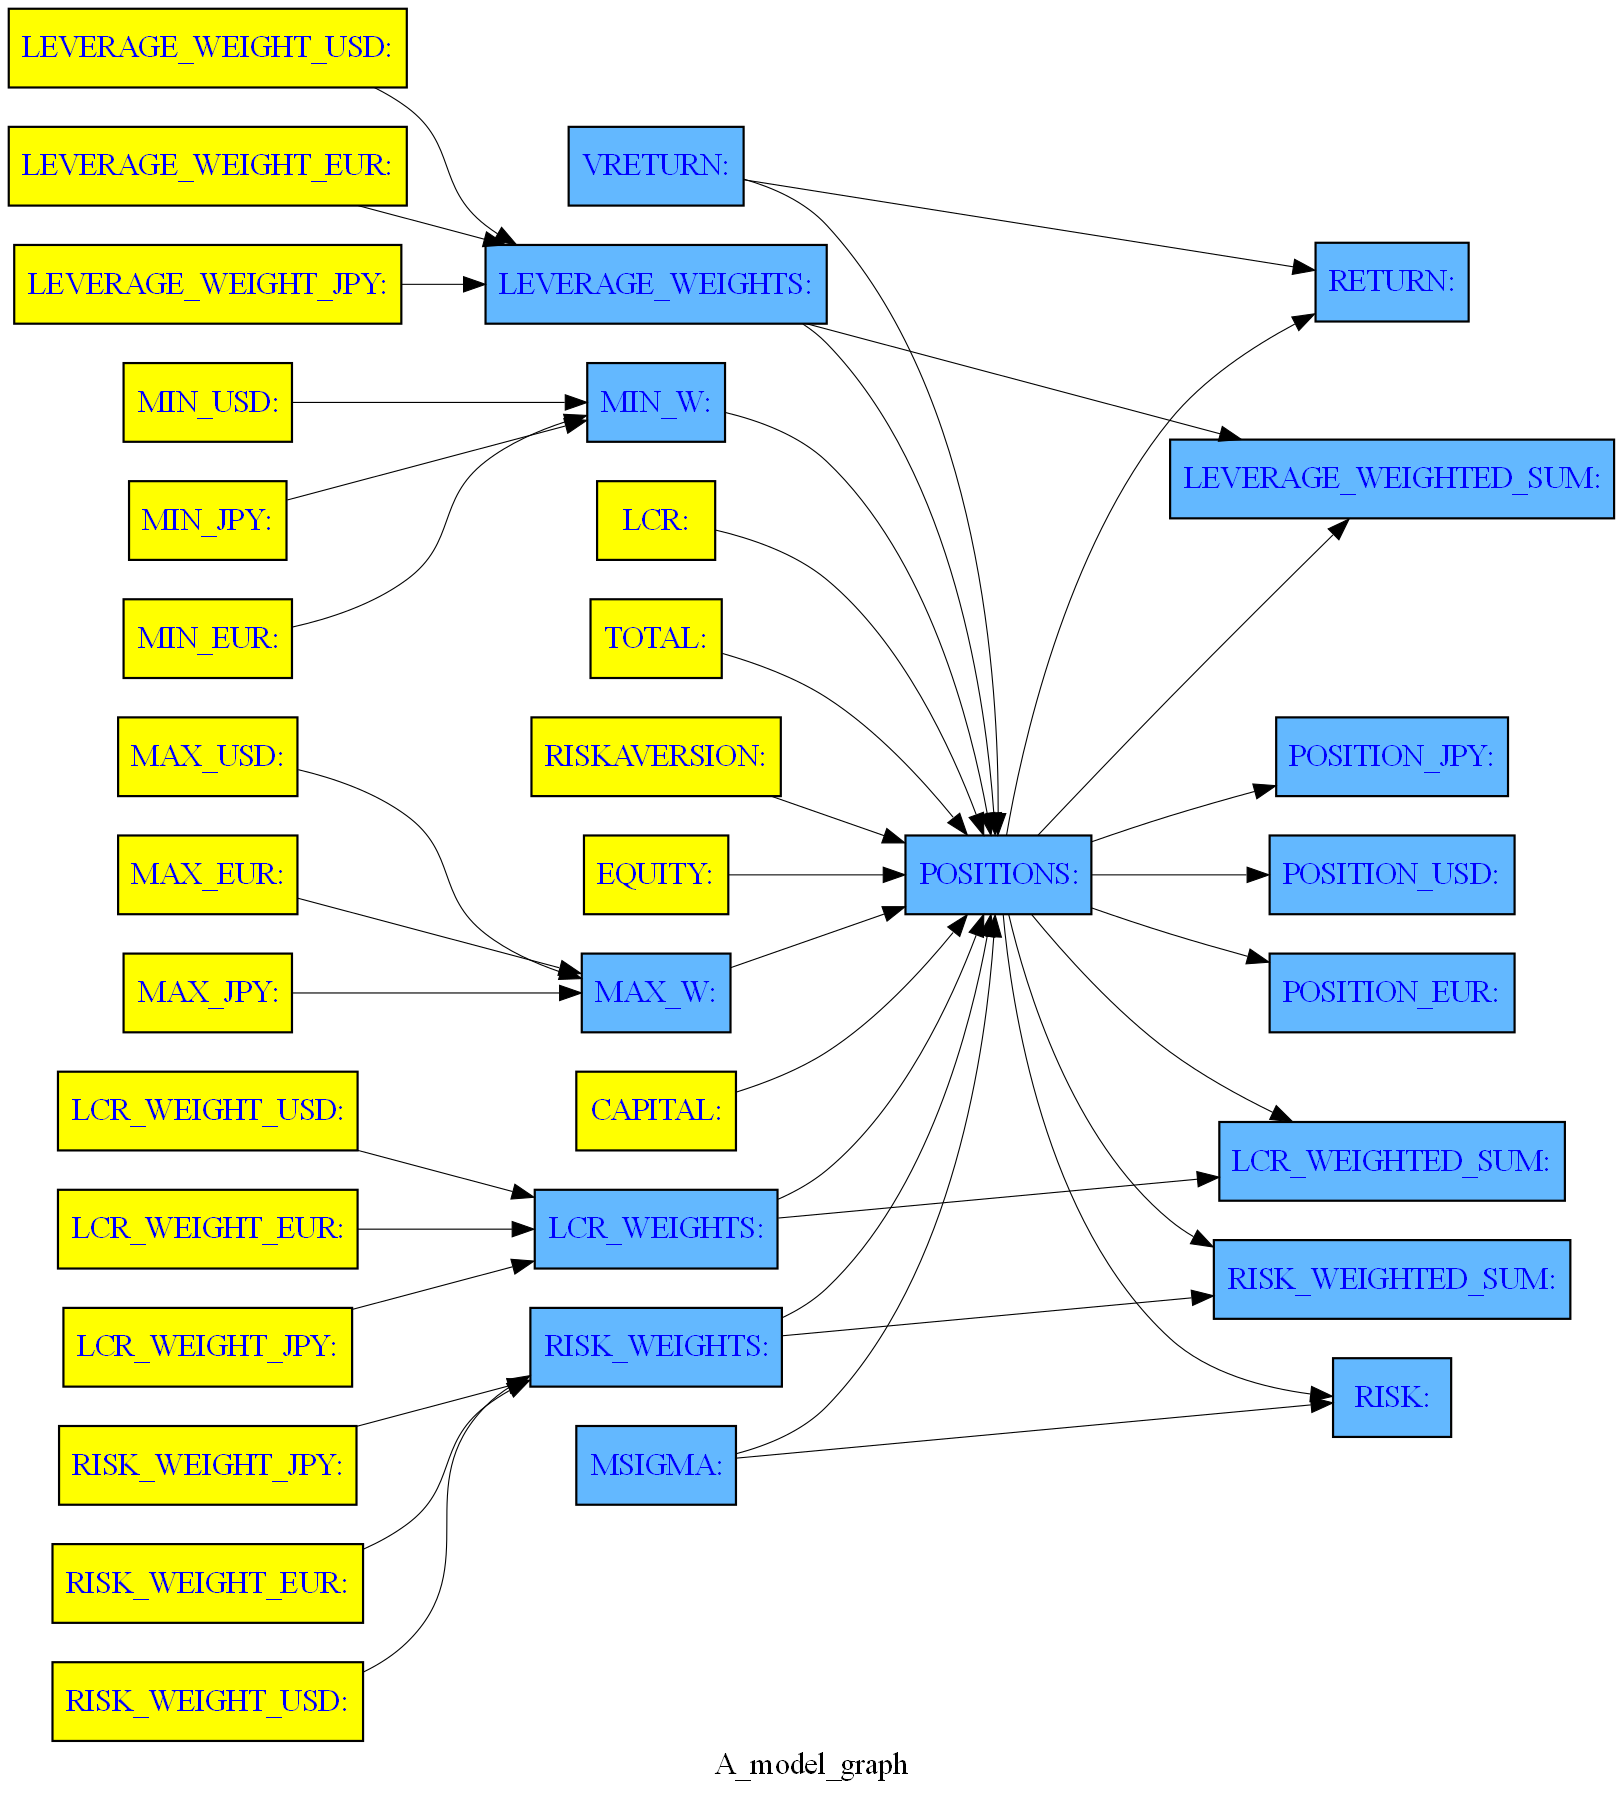 LEVERAGE_WEIGHT_USD:
LEVERAGE_WEIGHT_EUR:
LEVERAGE_WEIGHT_JPY:
MIN_USD:
MIN_JPY:
MIN_EUR:
MAX_USD:
MAX_EUR:
MAX_JPY:
LCR_WEIGHT_USD:
LCR_WEIGHT_EUR:
LCR_WEIGHT_JPY:
RISK_WEIGHT_JPY:
RISK_WEIGHT_EUR:
RISK_WEIGHT_USD:
VRETURN:
LEVERAGE_WEIGHTS:
MIN_W:
LCR:
TOTAL:
RISKAVERSION:
EQUITY:
MAX_W:
CAPITAL:
LCR_WEIGHTS:
RISK_WEIGHTS:
MSIGMA:
POSITIONS:
RETURN:
LEVERAGE_WEIGHTED_SUM:
POSITION_JPY:
POSITION_USD:
POSITION_EUR:
LCR_WEIGHTED_SUM:
RISK_WEIGHTED_SUM:
RISK:
A_model_graph